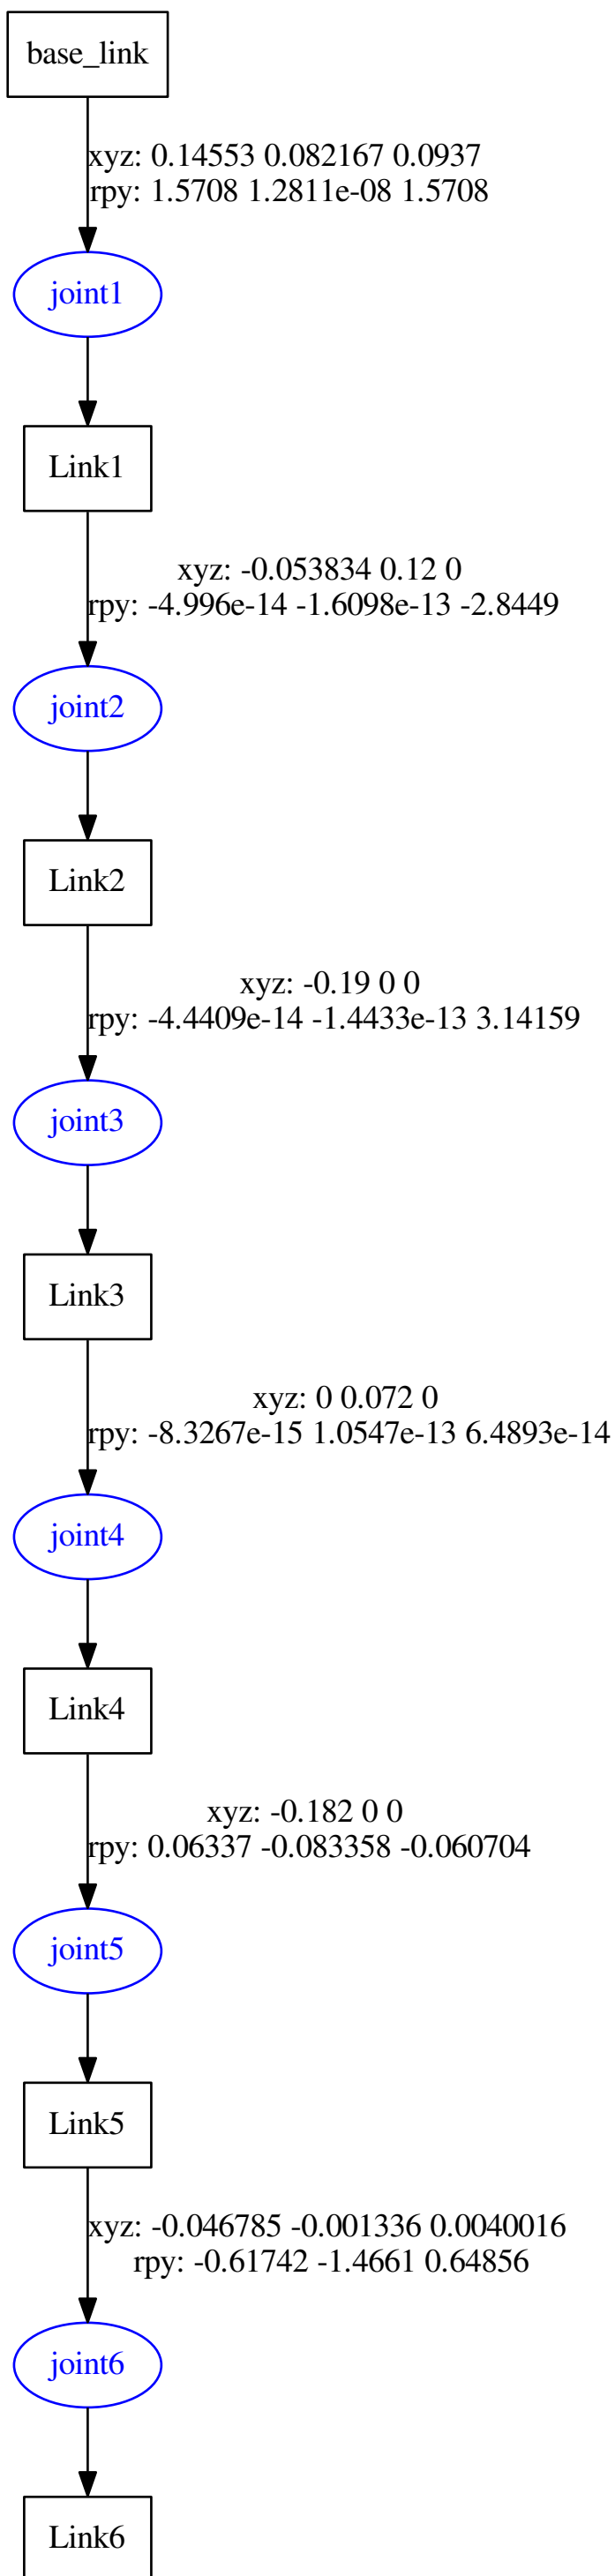 base_link
xyz: 0.14553 0.082167 0.0937
rpy: 1.5708 1.2811e-08 1.5708
joint1
Link1
xyz: -0.053834 0.12 0
rpy: -4.996e-14 -1.6098e-13 -2.8449
joint2
Link2
xyz: -0.19 0 0
rpy: -4.4409e-14 -1.4433e-13 3.14159
joint3
Link3
xyz: 0 0.072 0
rpy: -8.3267e-15 1.0547e-13 6.4893e-14
joint4
Link4
xyz: -0.182 0 0
rpy: 0.06337 -0.083358 -0.060704
joint5
Link5
xyz: -0.046785 -0.001336 0.0040016
rpy: -0.61742 -1.4661 0.64856
joint6
Link6